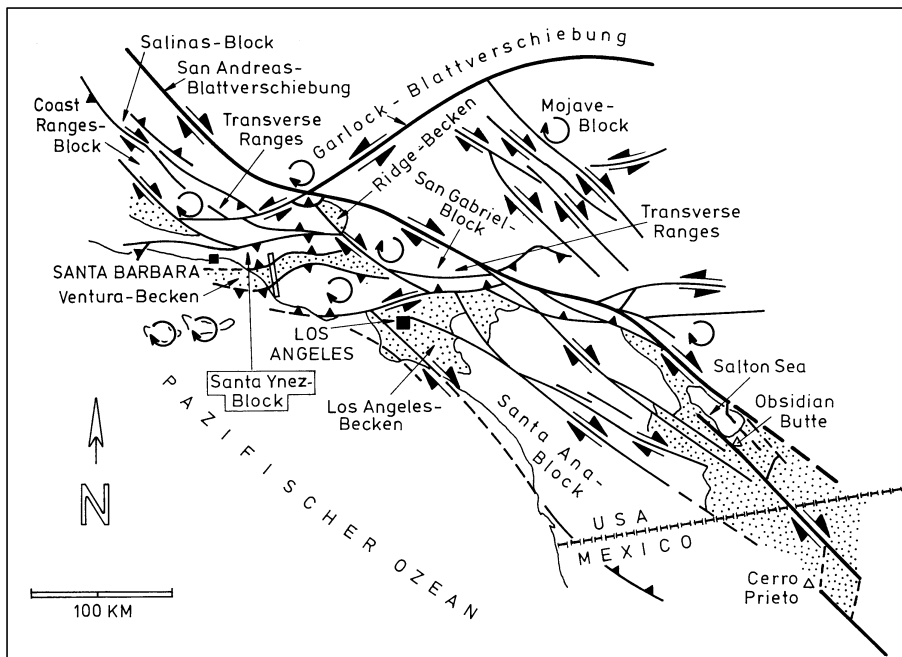 Salinas-Block
San Andreas-
Blattverschiebung
Garlock-Blattverschiebung
Coast
Ranges-
Block
Transverse
Ranges
Ridge-Becken
Mojave-
Block
San Gabriel-
Block
Transverse
Ranges
SANTA BARBARA
Ventura-Becken
LOS
ANGELES
Santa Ynez-
Block
Los Angeles-
Becken
Santa Ana-
Block
Salton Sea
Obsidian
Butte
PAZIFISCHER OZEAN
N
USA
MEXICO
Cerro
Prieto
100 KM